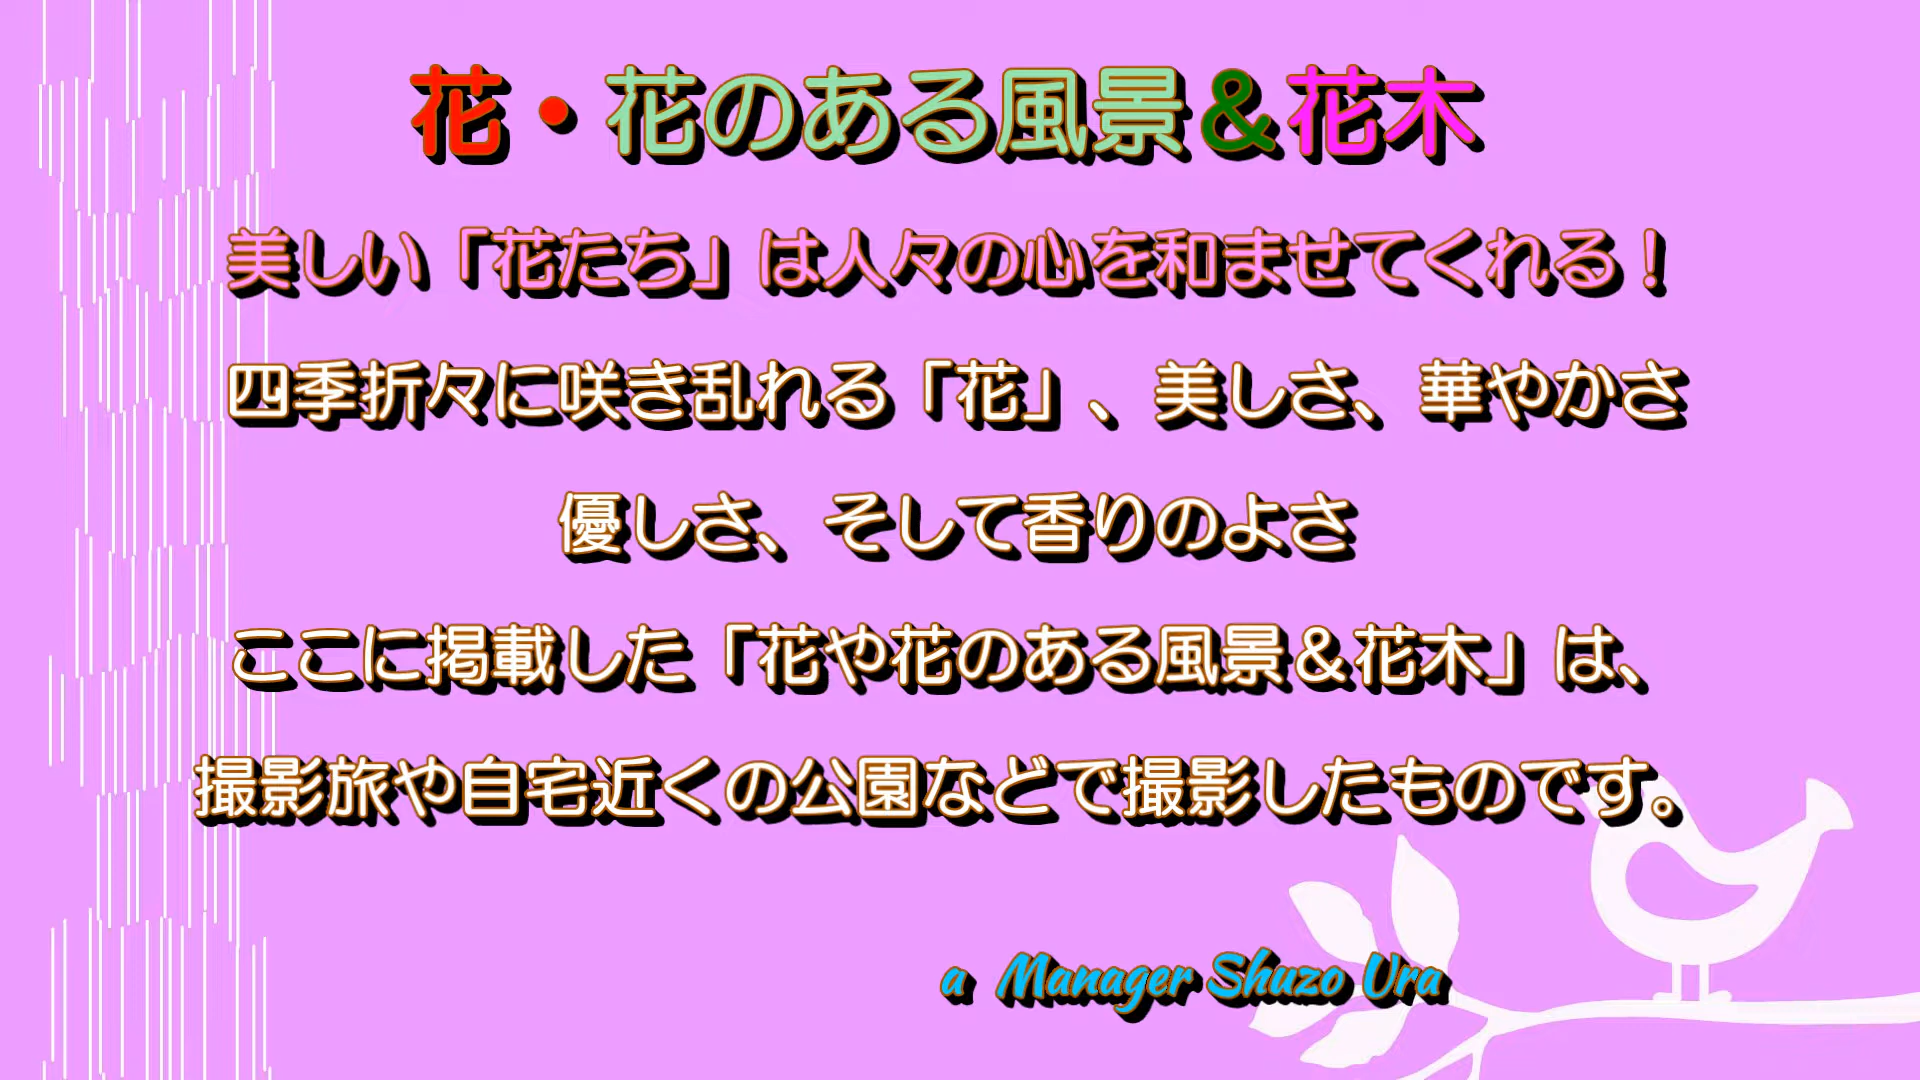 花・花のある風景＆花木
美しい「花たち」は人々の心を和ませてくれる！
四季折々に咲き乱れる「花」、美しさ、華やかさ
優しさ、そして香りのよさ
ここに掲載した「花や花のある風景＆花木」は、
撮影旅や自宅近くの公園などで撮影したものです。
a Manager Shuzo Ura